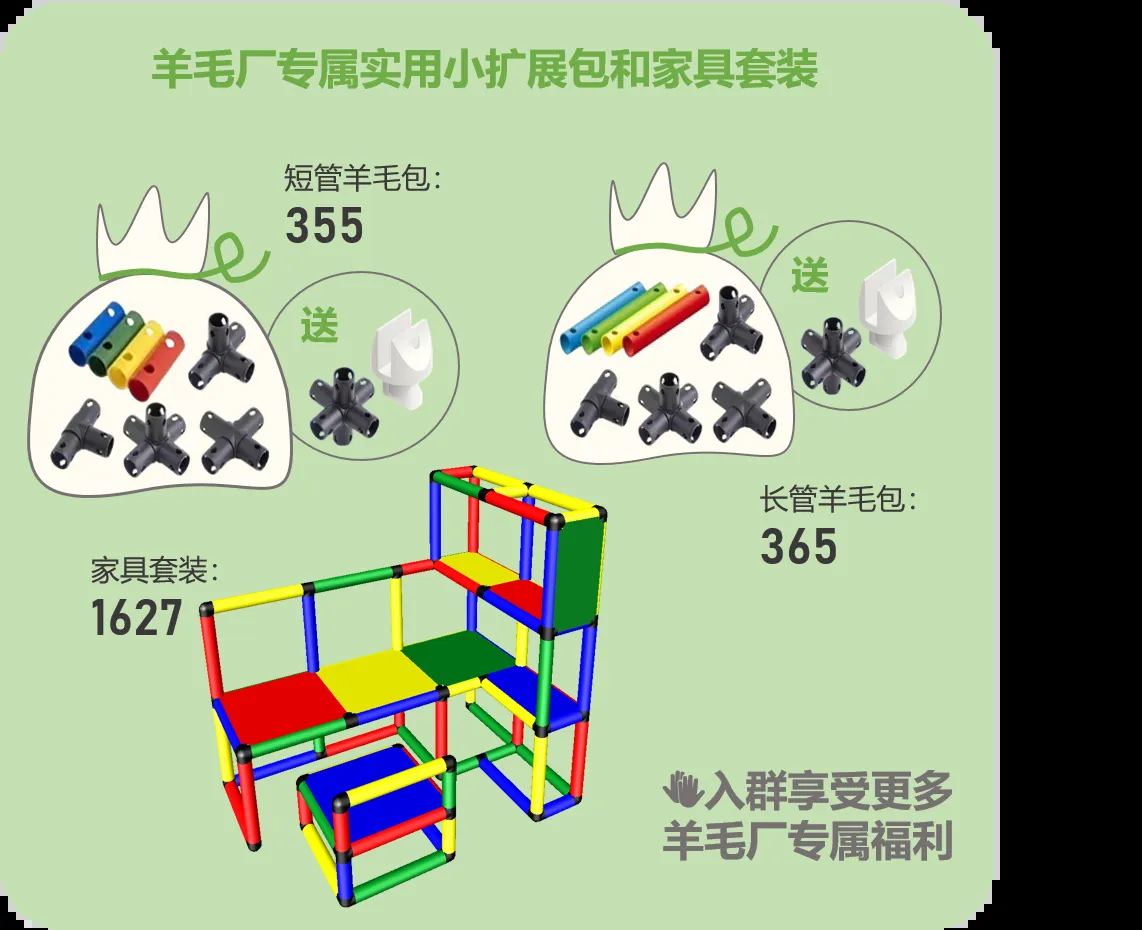 羊毛厂专属实用小扩展包和家具套装
短管羊毛包：
355
送
送
长管羊毛包：
365
家具套装：
1627
入群享受更多
羊毛厂专属福利